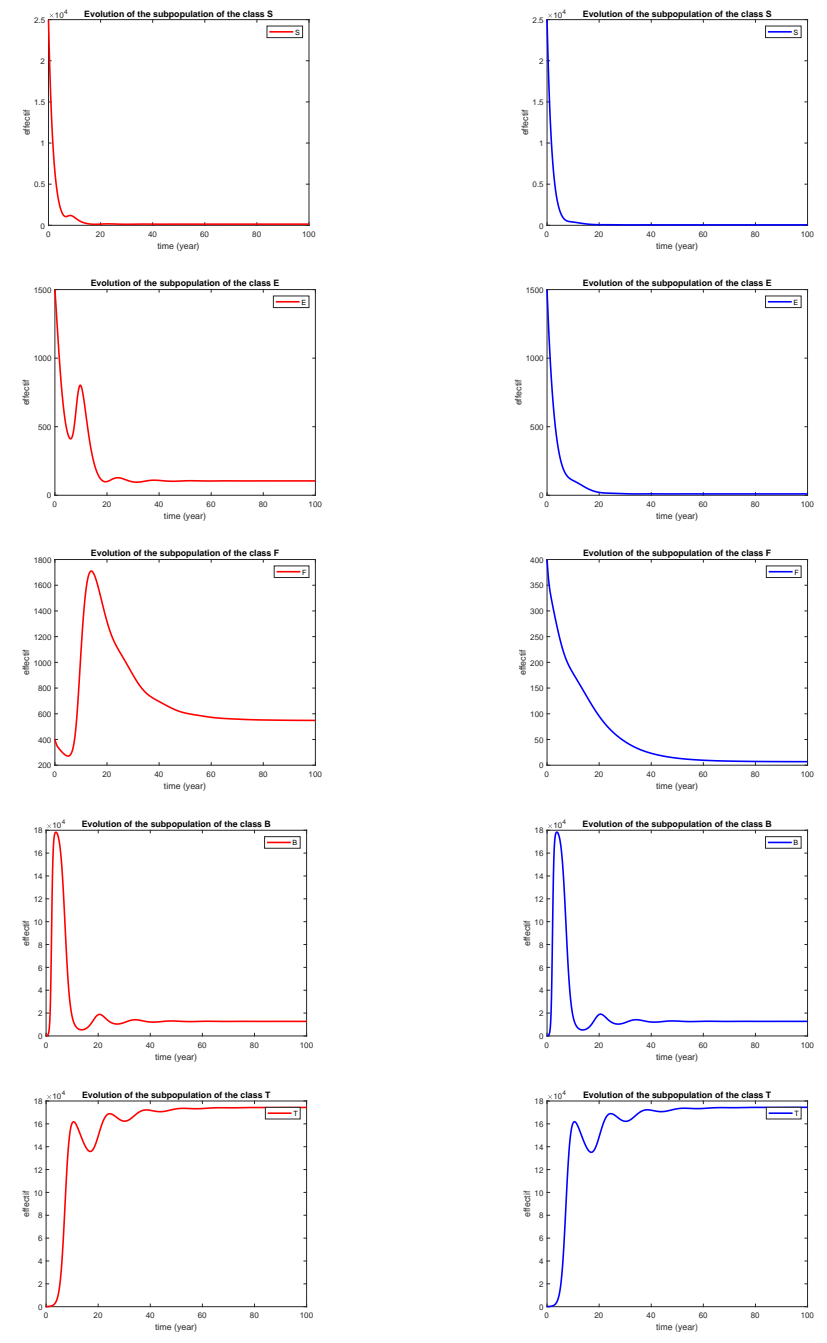 Evolution of the subpopulation of the class S
×10⁴
S
2.5
2
1.5
1
0.5
0
effectif
0 20 40 60 80 100
time (year)
Evolution of the subpopulation of the class S
×10⁴
S
2.5
2
1.5
1
0.5
0
effectif
0 20 40 60 80 100
time (year)
Evolution of the subpopulation of the class E
E
1500
1000
500
0
effectif
0 20 40 60 80 100
time (year)
Evolution of the subpopulation of the class E
E
1500
1000
500
0
effectif
0 20 40 60 80 100
time (year)
Evolution of the subpopulation of the class F
F
1800
1600
1400
1200
1000
800
600
400
200
effectif
0 20 40 60 80 100
time (year)
Evolution of the subpopulation of the class F
F
400
350
300
250
200
150
100
50
0
effectif
0 20 40 60 80 100
time (year)
Evolution of the subpopulation of the class B
×10⁴
B
18
16
14
12
10
8
6
4
2
0
effectif
0 20 40 60 80 100
time (year)
Evolution of the subpopulation of the class B
×10⁴
B
18
16
14
12
10
8
6
4
2
0
effectif
0 20 40 60 80 100
time (year)
Evolution of the subpopulation of the class T
×10⁴
T
18
16
14
12
10
8
6
4
2
0
effectif
0 20 40 60 80 100
time (year)
Evolution of the subpopulation of the class T
×10⁴
T
18
16
14
12
10
8
6
4
2
0
effectif
0 20 40 60 80 100
time (year)